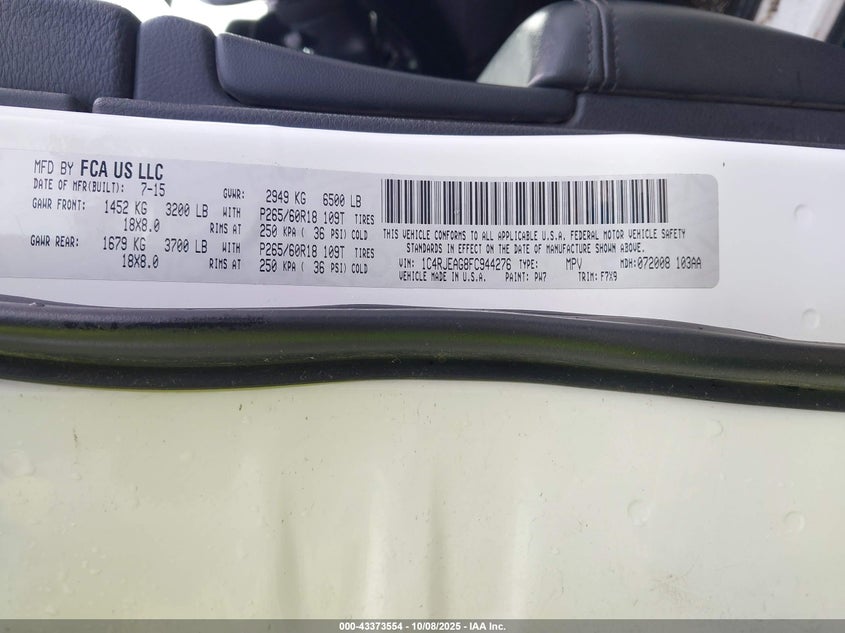 MFD BY FCA US LLC
DATE OF MFR(BUILT): 7-15 GVWR: 2949 KG 6500 LB
GAWR FRONT: 1452 KG 3200 LB WITH P265/60R18 109T TIRES
18X8.0 RIMS AT 250 KPA ( 36 PSI) COLD
GAWR REAR: 1679 KG 3700 LB WITH P265/60R18 109T TIRES
18X8.0 RIMS AT 250 KPA ( 36 PSI) COLD
THIS VEHICLE CONFORMS TO ALL APPLICABLE U.S.A. FEDERAL MOTOR VEHICLE SAFETY
STANDARDS IN EFFECT ON THE DATE OF MANUFACTURE SHOWN ABOVE.
VIN: 1C4RJEAG8FC944276 TYPE: MPV MDH:072008 103AA
VEHICLE MADE IN U.S.A. PAINT: PW7 TRIM: F7X9
000-43373554 - 10/08/2025 - IAA Inc.